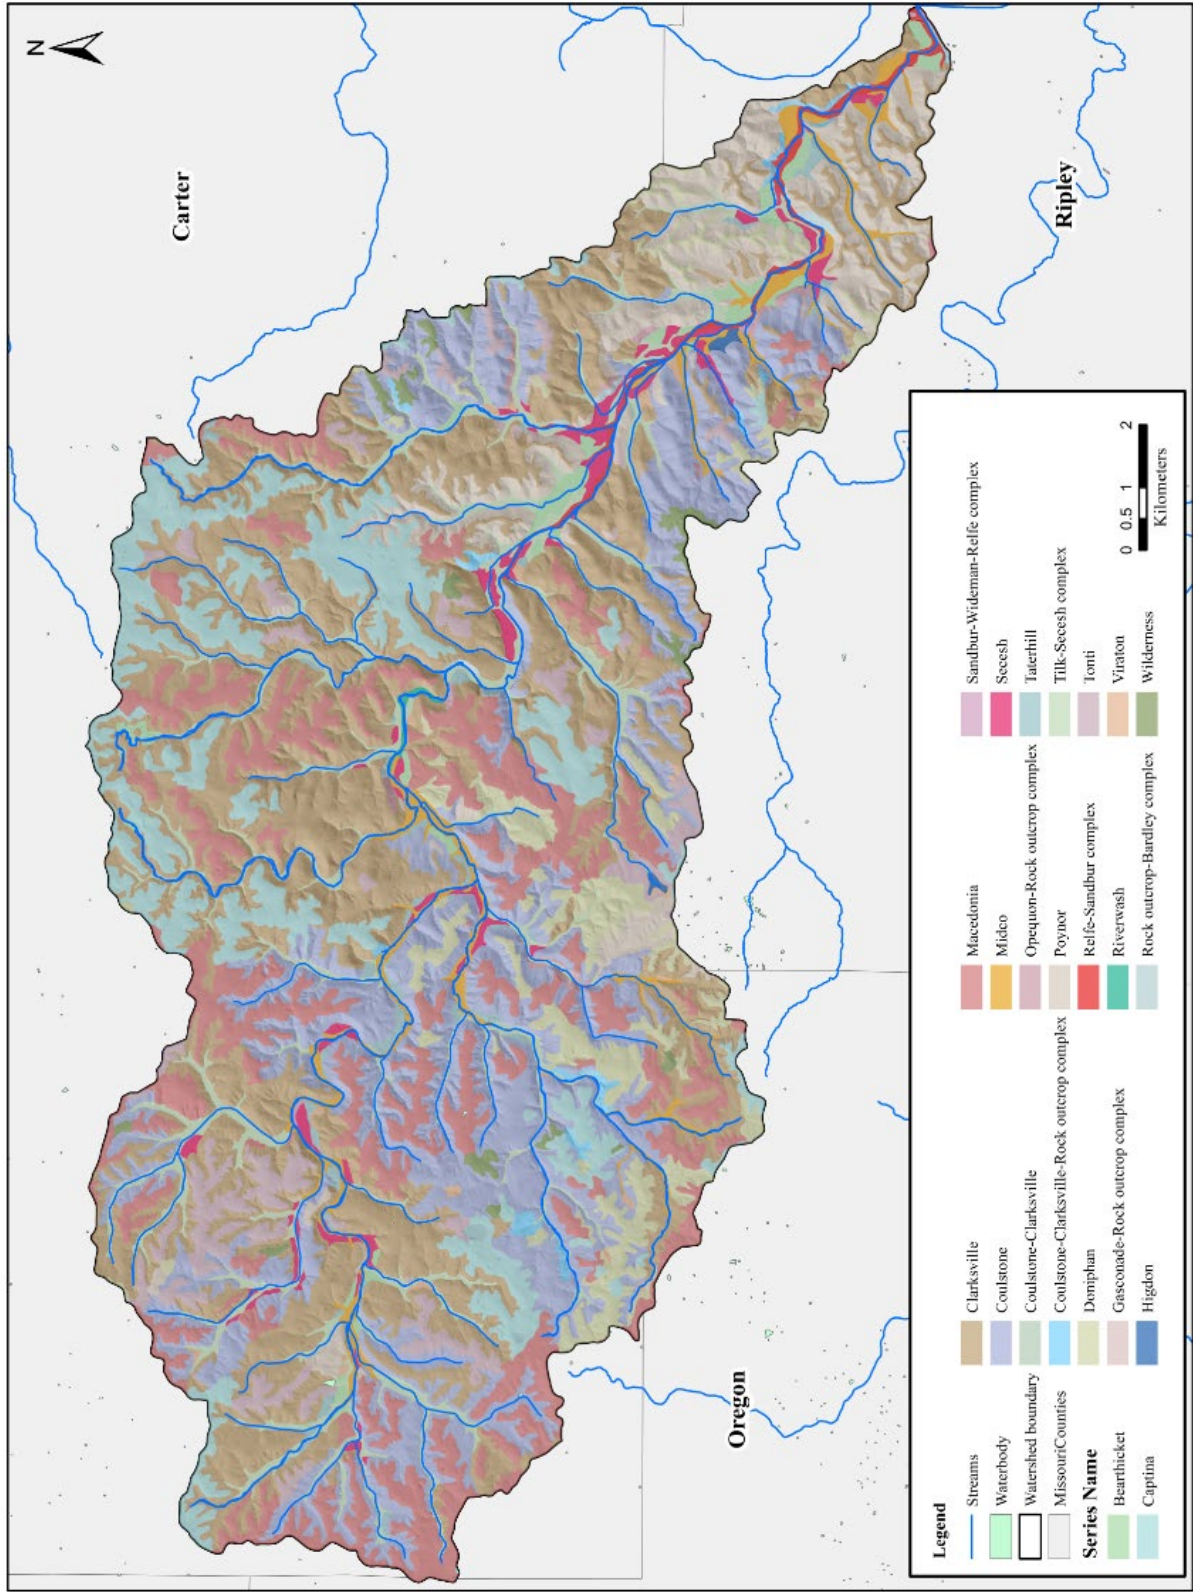 N
Carter
Ripley
Oregon
Legend
Streams
Waterbody
Watershed boundary
MissouriCounties
Series Name
Bearthicket
Captina
Clarksville
Coulstone
Coulstone-Clarksville
Coulstone-Clarksville-Rock outcrop complex
Doniphan
Gasconade-Rock outcrop complex
Higdon
Macedonia
Midco
Opequon-Rock outcrop complex
Poynor
Relfe-Sandbur complex
Riverwash
Rock outcrop-Bardley complex
Sandbur-Wideman-Relfe complex
Secesh
Taterhill
Tilk-Secesh complex
Tonti
Viraton
Wilderness
0 0.5 1 2
Kilometers